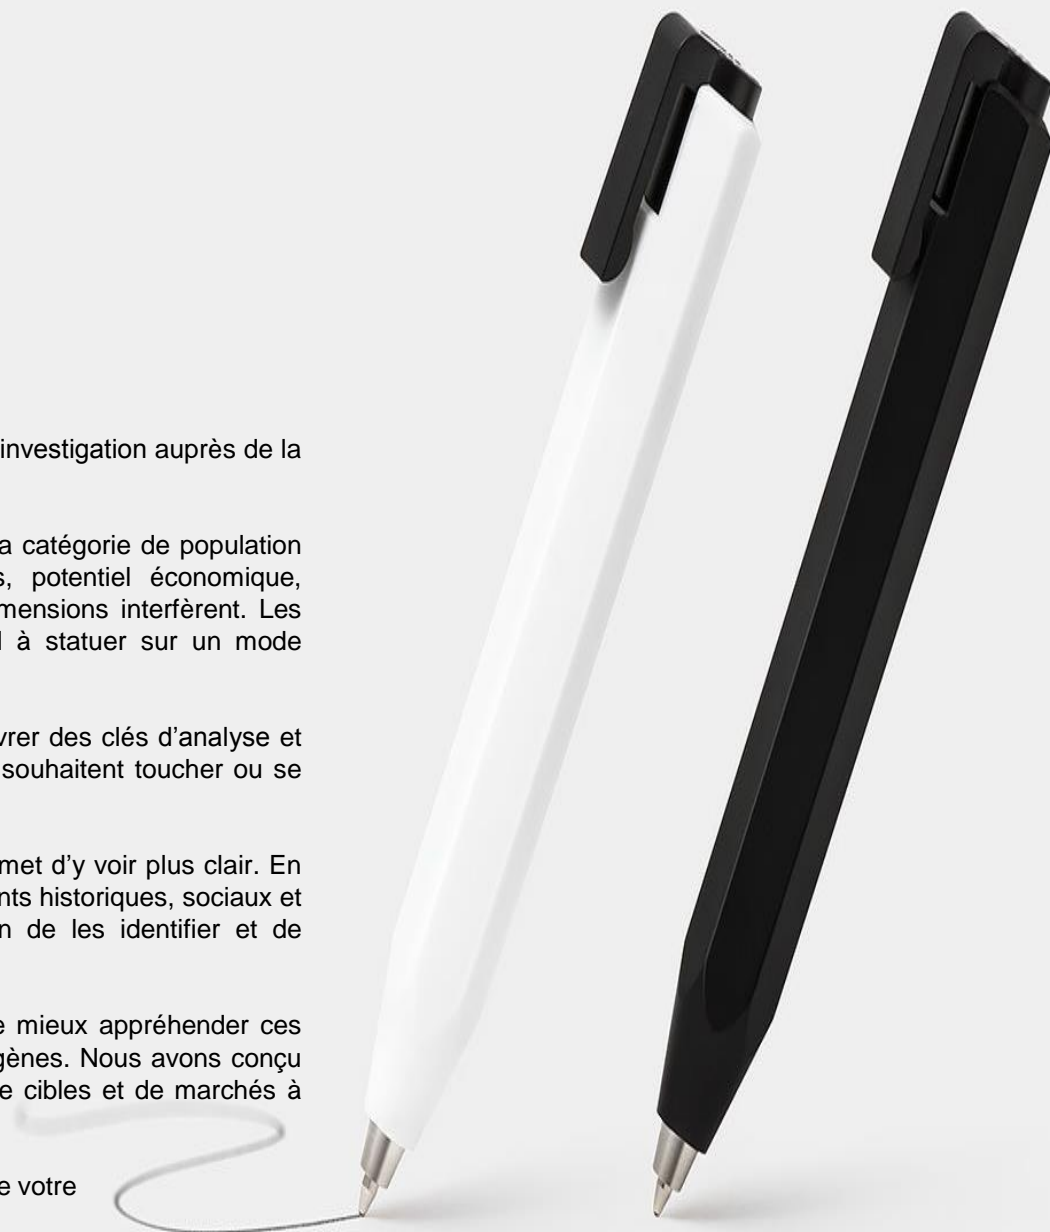 investigation auprès de la
a catégorie de population
s, potentiel économique,
mensions interfèrent. Les
l à statuer sur un mode
vrer des clés d’analyse et
souhaitent toucher ou se
met d’y voir plus clair. En
nts historiques, sociaux et
n de les identifier et de
e mieux appréhender ces
gènes. Nous avons conçu
e cibles et de marchés à
e votre